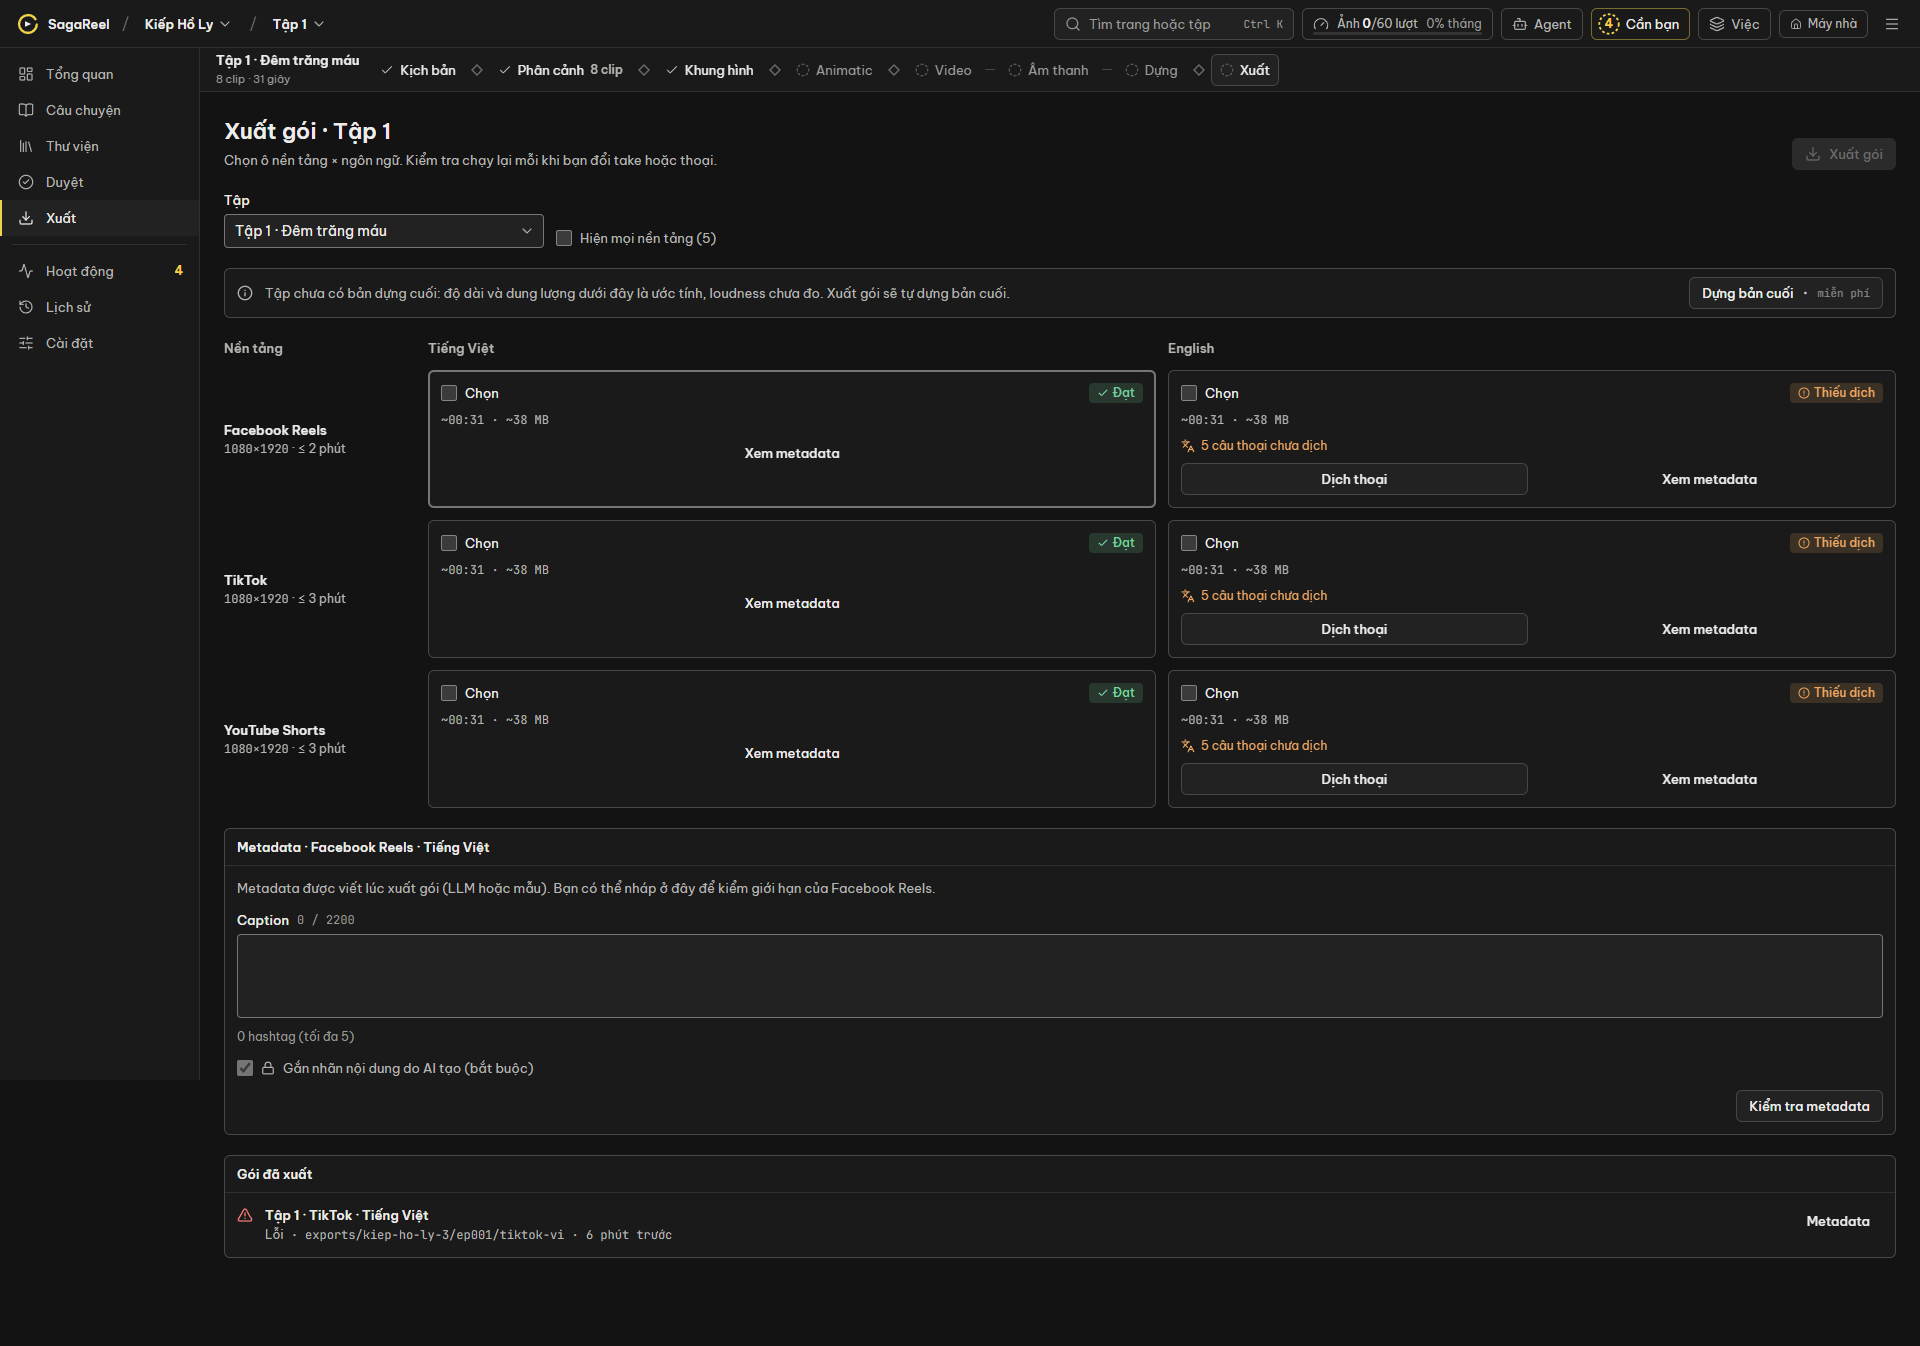 SagaReel / Kiếp Hồ Ly / Tập 1
Tìm trang hoặc tập Ctrl K
Ảnh 0/60 lượt 0% tháng
Agent
4 Cần bạn
Việc
Máy nhà
Tổng quan
Câu chuyện
Thư viện
Duyệt
Xuất
Hoạt động 4
Lịch sử
Cài đặt
Tập 1 · Đêm trăng máu
8 clip · 31 giây
Kịch bản
Phân cảnh 8 clip
Khung hình
Animatic
Video
Âm thanh
Dựng
Xuất
Xuất gói · Tập 1
Chọn ô nền tảng × ngôn ngữ. Kiểm tra chạy lại mỗi khi bạn đổi take hoặc thoại.
Xuất gói
Tập
Tập 1 · Đêm trăng máu
Hiện mọi nền tảng (5)
Tập chưa có bản dựng cuối: độ dài và dung lượng dưới đây là ước tính, loudness chưa đo. Xuất gói sẽ tự dựng bản cuối.
Dựng bản cuối · miễn phí
Nền tảng
Tiếng Việt
English
Facebook Reels
1080×1920 · ≤ 2 phút
Chọn
Đạt
~00:31 · ~38 MB
Xem metadata
Chọn
Thiếu dịch
~00:31 · ~38 MB
5 câu thoại chưa dịch
Dịch thoại
Xem metadata
TikTok
1080×1920 · ≤ 3 phút
Chọn
Đạt
~00:31 · ~38 MB
Xem metadata
Chọn
Thiếu dịch
~00:31 · ~38 MB
5 câu thoại chưa dịch
Dịch thoại
Xem metadata
YouTube Shorts
1080×1920 · ≤ 3 phút
Chọn
Đạt
~00:31 · ~38 MB
Xem metadata
Chọn
Thiếu dịch
~00:31 · ~38 MB
5 câu thoại chưa dịch
Dịch thoại
Xem metadata
Metadata · Facebook Reels · Tiếng Việt
Metadata được viết lúc xuất gói (LLM hoặc mẫu). Bạn có thể nháp ở đây để kiểm giới hạn của Facebook Reels.
Caption 0 / 2200
0 hashtag (tối đa 5)
Gắn nhãn nội dung do AI tạo (bắt buộc)
Kiểm tra metadata
Gói đã xuất
Tập 1 · TikTok · Tiếng Việt
Lỗi · exports/kiep-ho-ly-3/ep001/tiktok-vi · 6 phút trước
Metadata